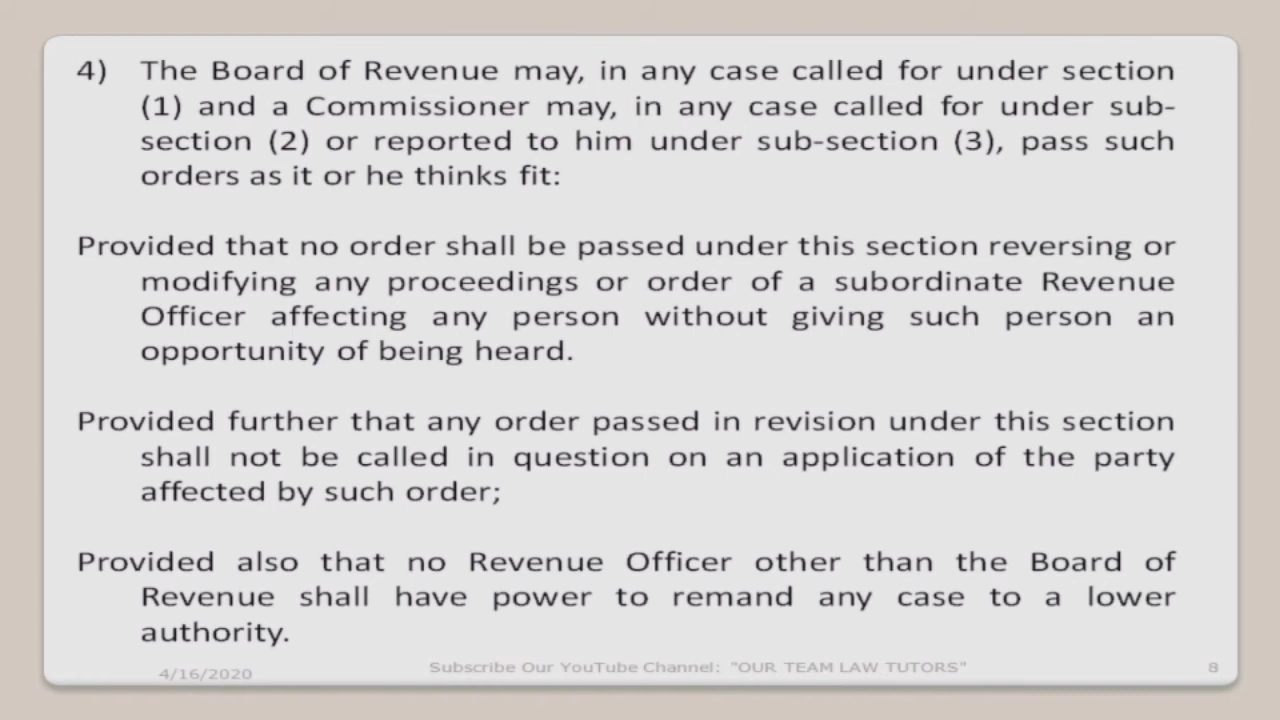 4) The Board of Revenue may, in any case called for under section
(1) and a Commissioner may, in any case called for under sub-
section (2) or reported to him under sub-section (3), pass such
orders as it or he thinks fit:
Provided that no order shall be passed under this section reversing or
modifying any proceedings or order of a subordinate Revenue
Officer affecting any person without giving such person an
opportunity of being heard.
Provided further that any order passed in revision under this section
shall not be called in question on an application of the party
affected by such order;
Provided also that no Revenue Officer other than the Board of
Revenue shall have power to remand any case to a lower
authority.
4/16/2020 Subscribe Our YouTube Channel: "OUR TEAM LAW TUTORS" 8